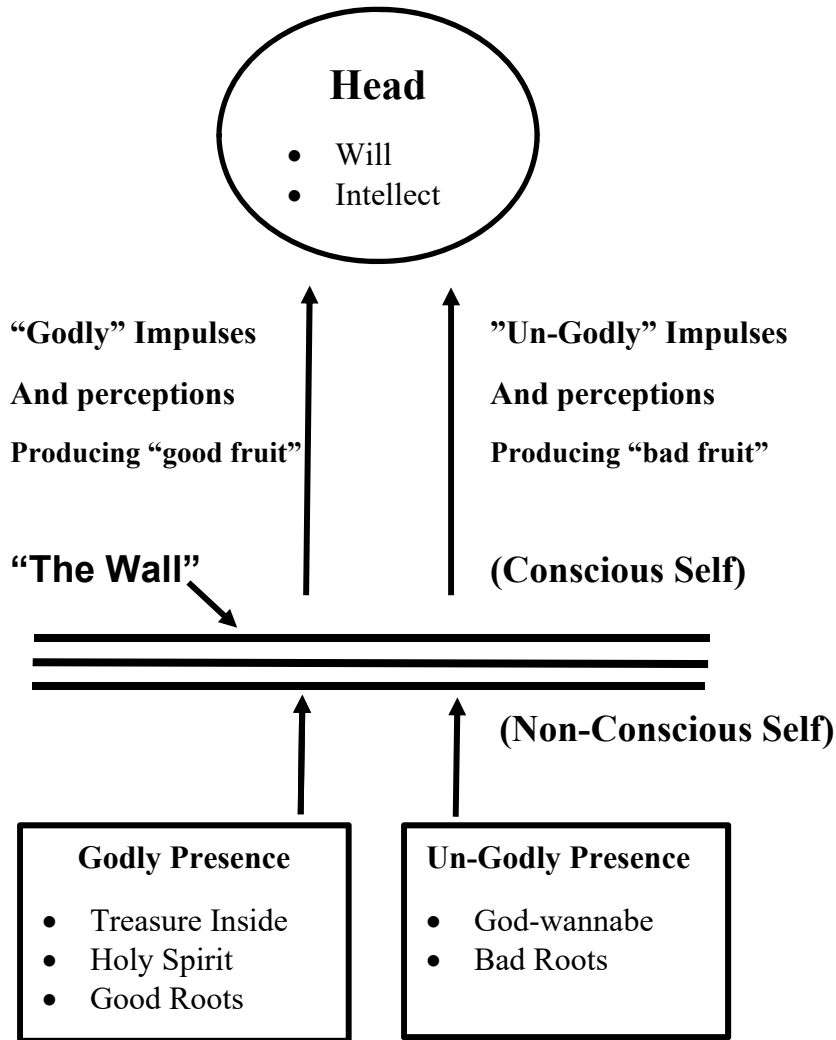 Head
• Will
• Intellect
“Godly” Impulses
And perceptions
Producing “good fruit”
”Un-Godly” Impulses
And perceptions
Producing “bad fruit”
“The Wall”
(Conscious Self)
(Non-Conscious Self)
Godly Presence
• Treasure Inside
• Holy Spirit
• Good Roots
Un-Godly Presence
• God-wannabe
• Bad Roots